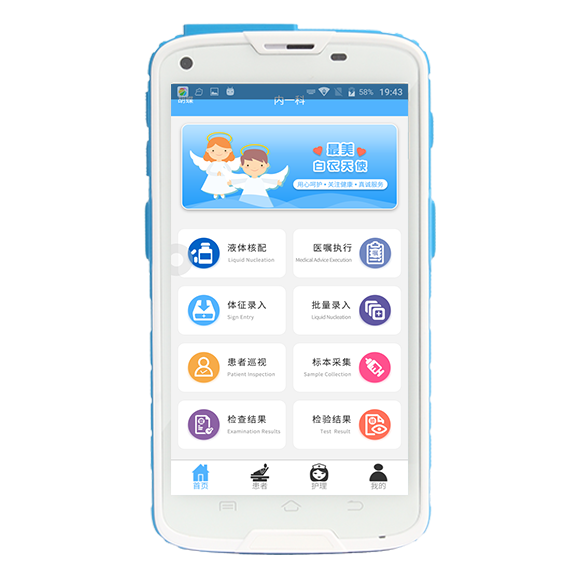 58% 19:43
内一科
最美
白衣天使
用心呵护•关注健康•真诚服务
液体核配
Liquid Nucleation
医嘱执行
Medical Advice Execution
体征录入
Sign Entry
批量录入
Liquid Nucleation
患者巡视
Patient Inspection
标本采集
Sample Collection
检查结果
Examination Results
检验结果
Test Result
首页
患者
护理
我的